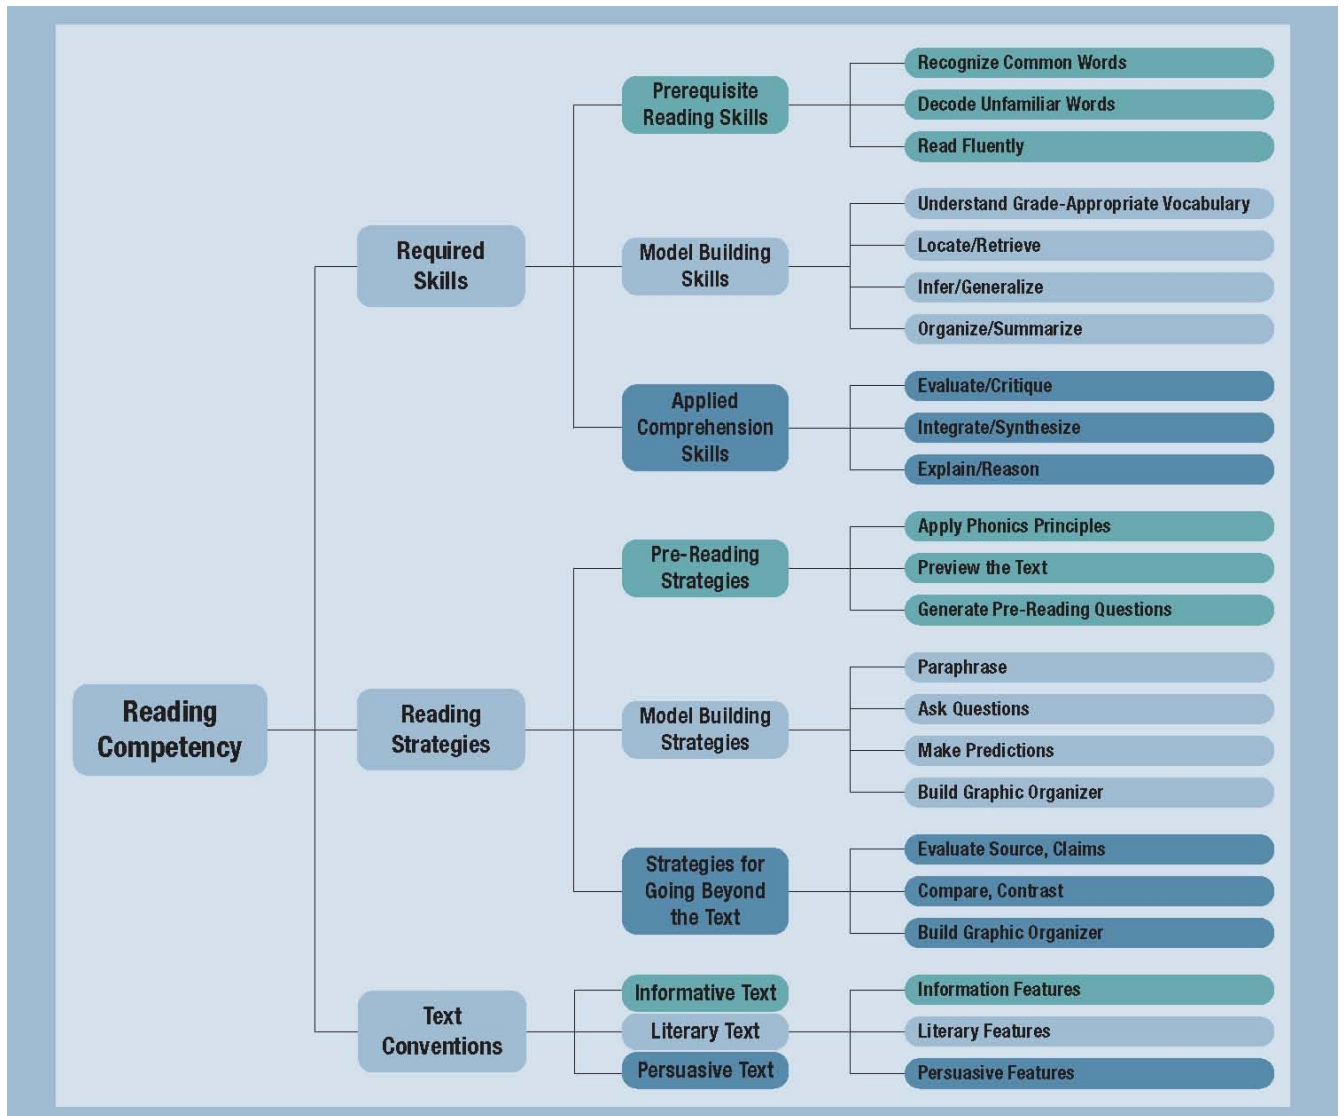 Reading
Competency
Required
Skills
Prerequisite
Reading Skills
Recognize Common Words
Decode Unfamiliar Words
Read Fluently
Model Building
Skills
Understand Grade-Appropriate Vocabulary
Locate/Retrieve
Infer/Generalize
Organize/Summarize
Applied
Comprehension
Skills
Evaluate/Critique
Integrate/Synthesize
Explain/Reason
Reading
Strategies
Pre-Reading
Strategies
Apply Phonics Principles
Preview the Text
Generate Pre-Reading Questions
Model Building
Strategies
Paraphrase
Ask Questions
Make Predictions
Build Graphic Organizer
Strategies for
Going Beyond
the Text
Evaluate Source, Claims
Compare, Contrast
Build Graphic Organizer
Text
Conventions
Informative Text
Literary Text
Persuasive Text
Information Features
Literary Features
Persuasive Features